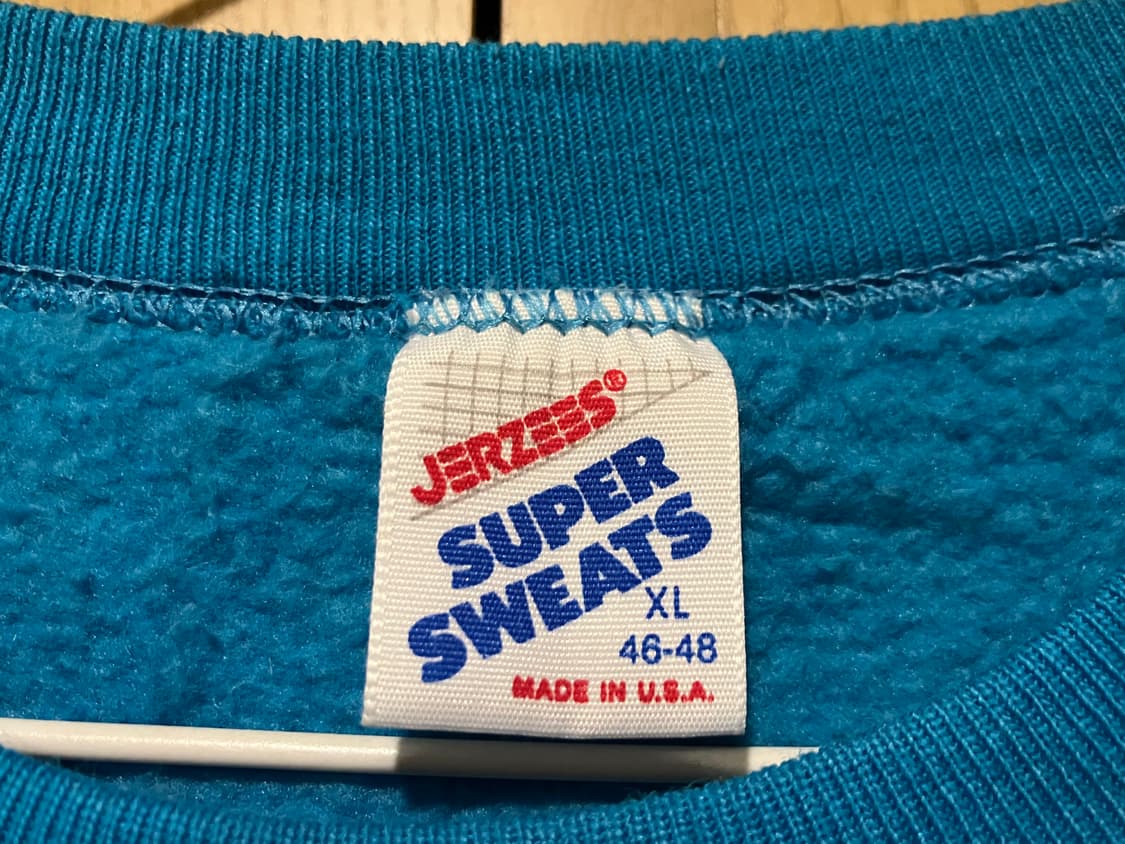 JERZEES®
SUPER
SWEATS
XL
46-48
MADE IN U.S.A.